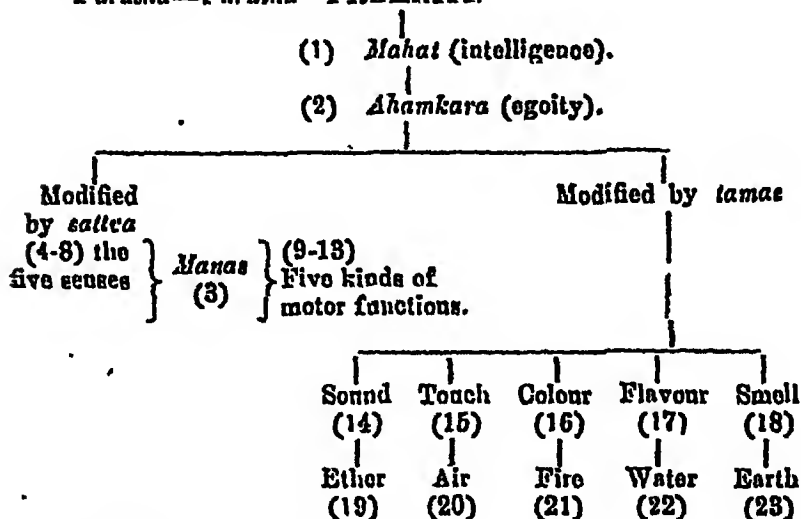 (1) Mahat (intelligence).
(2) Ahamkara (egoity).
Modified
by sattva
(4-8) the
five senses
Manas
(3)
(9-13)
Five kinds of
motor functions.
Modified by tamas
Sound Touch Colour Flavour Smell
(14) (15) (16) (17) (18)
Ether Air Fire Water Earth
(19) (20) (21) (22) (23)